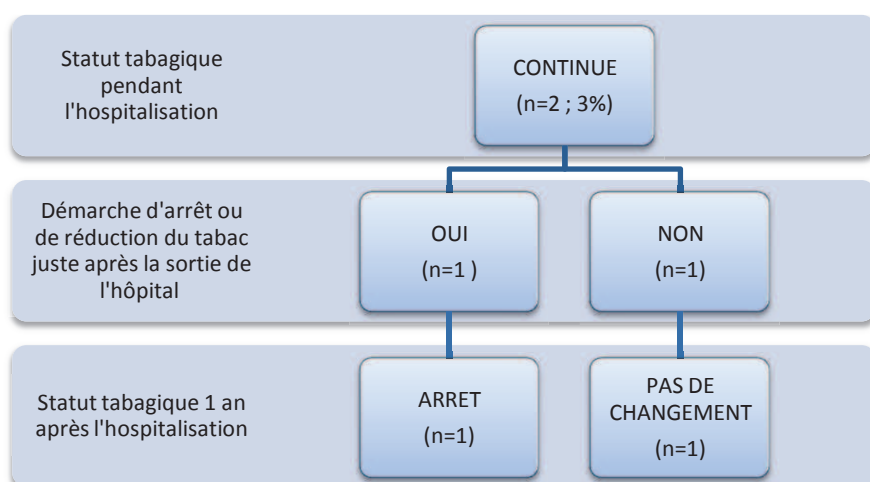 Statut tabagique
pendant
l'hospitalisation
CONTINUE
(n=2 ; 3%)
Démarche d'arrêt ou
de réduction du tabac
juste après la sortie de
l'hôpital
OUI
(n=1 )
NON
(n=1)
Statut tabagique 1 an
après l'hospitalisation
ARRET
(n=1)
PAS DE
CHANGEMENT
(n=1)